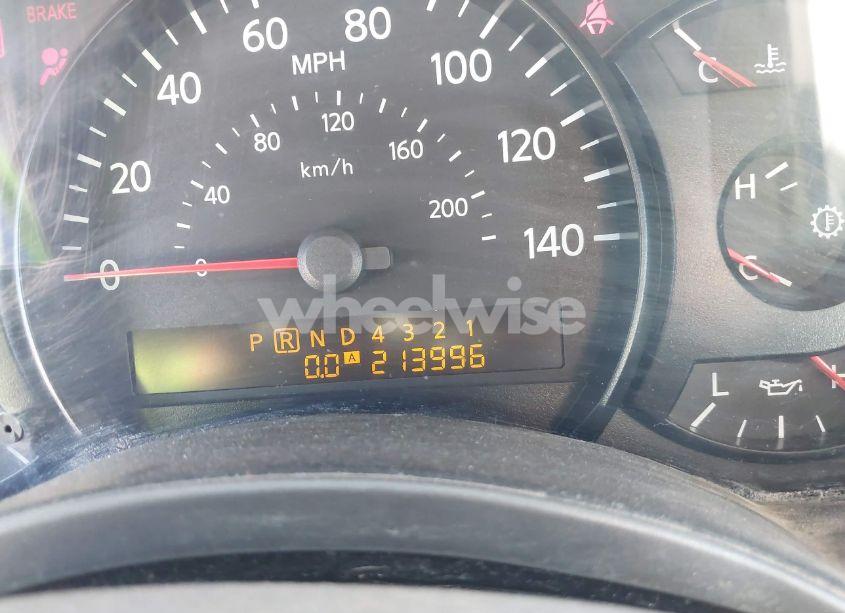 BRAKE
60 80
MPH
40 100
80 120 160
km/h
20 120
40 200
0 0 140
C
H
C
wheelwise
P R N D 4 3 2 1
0.0 A 213996
L H